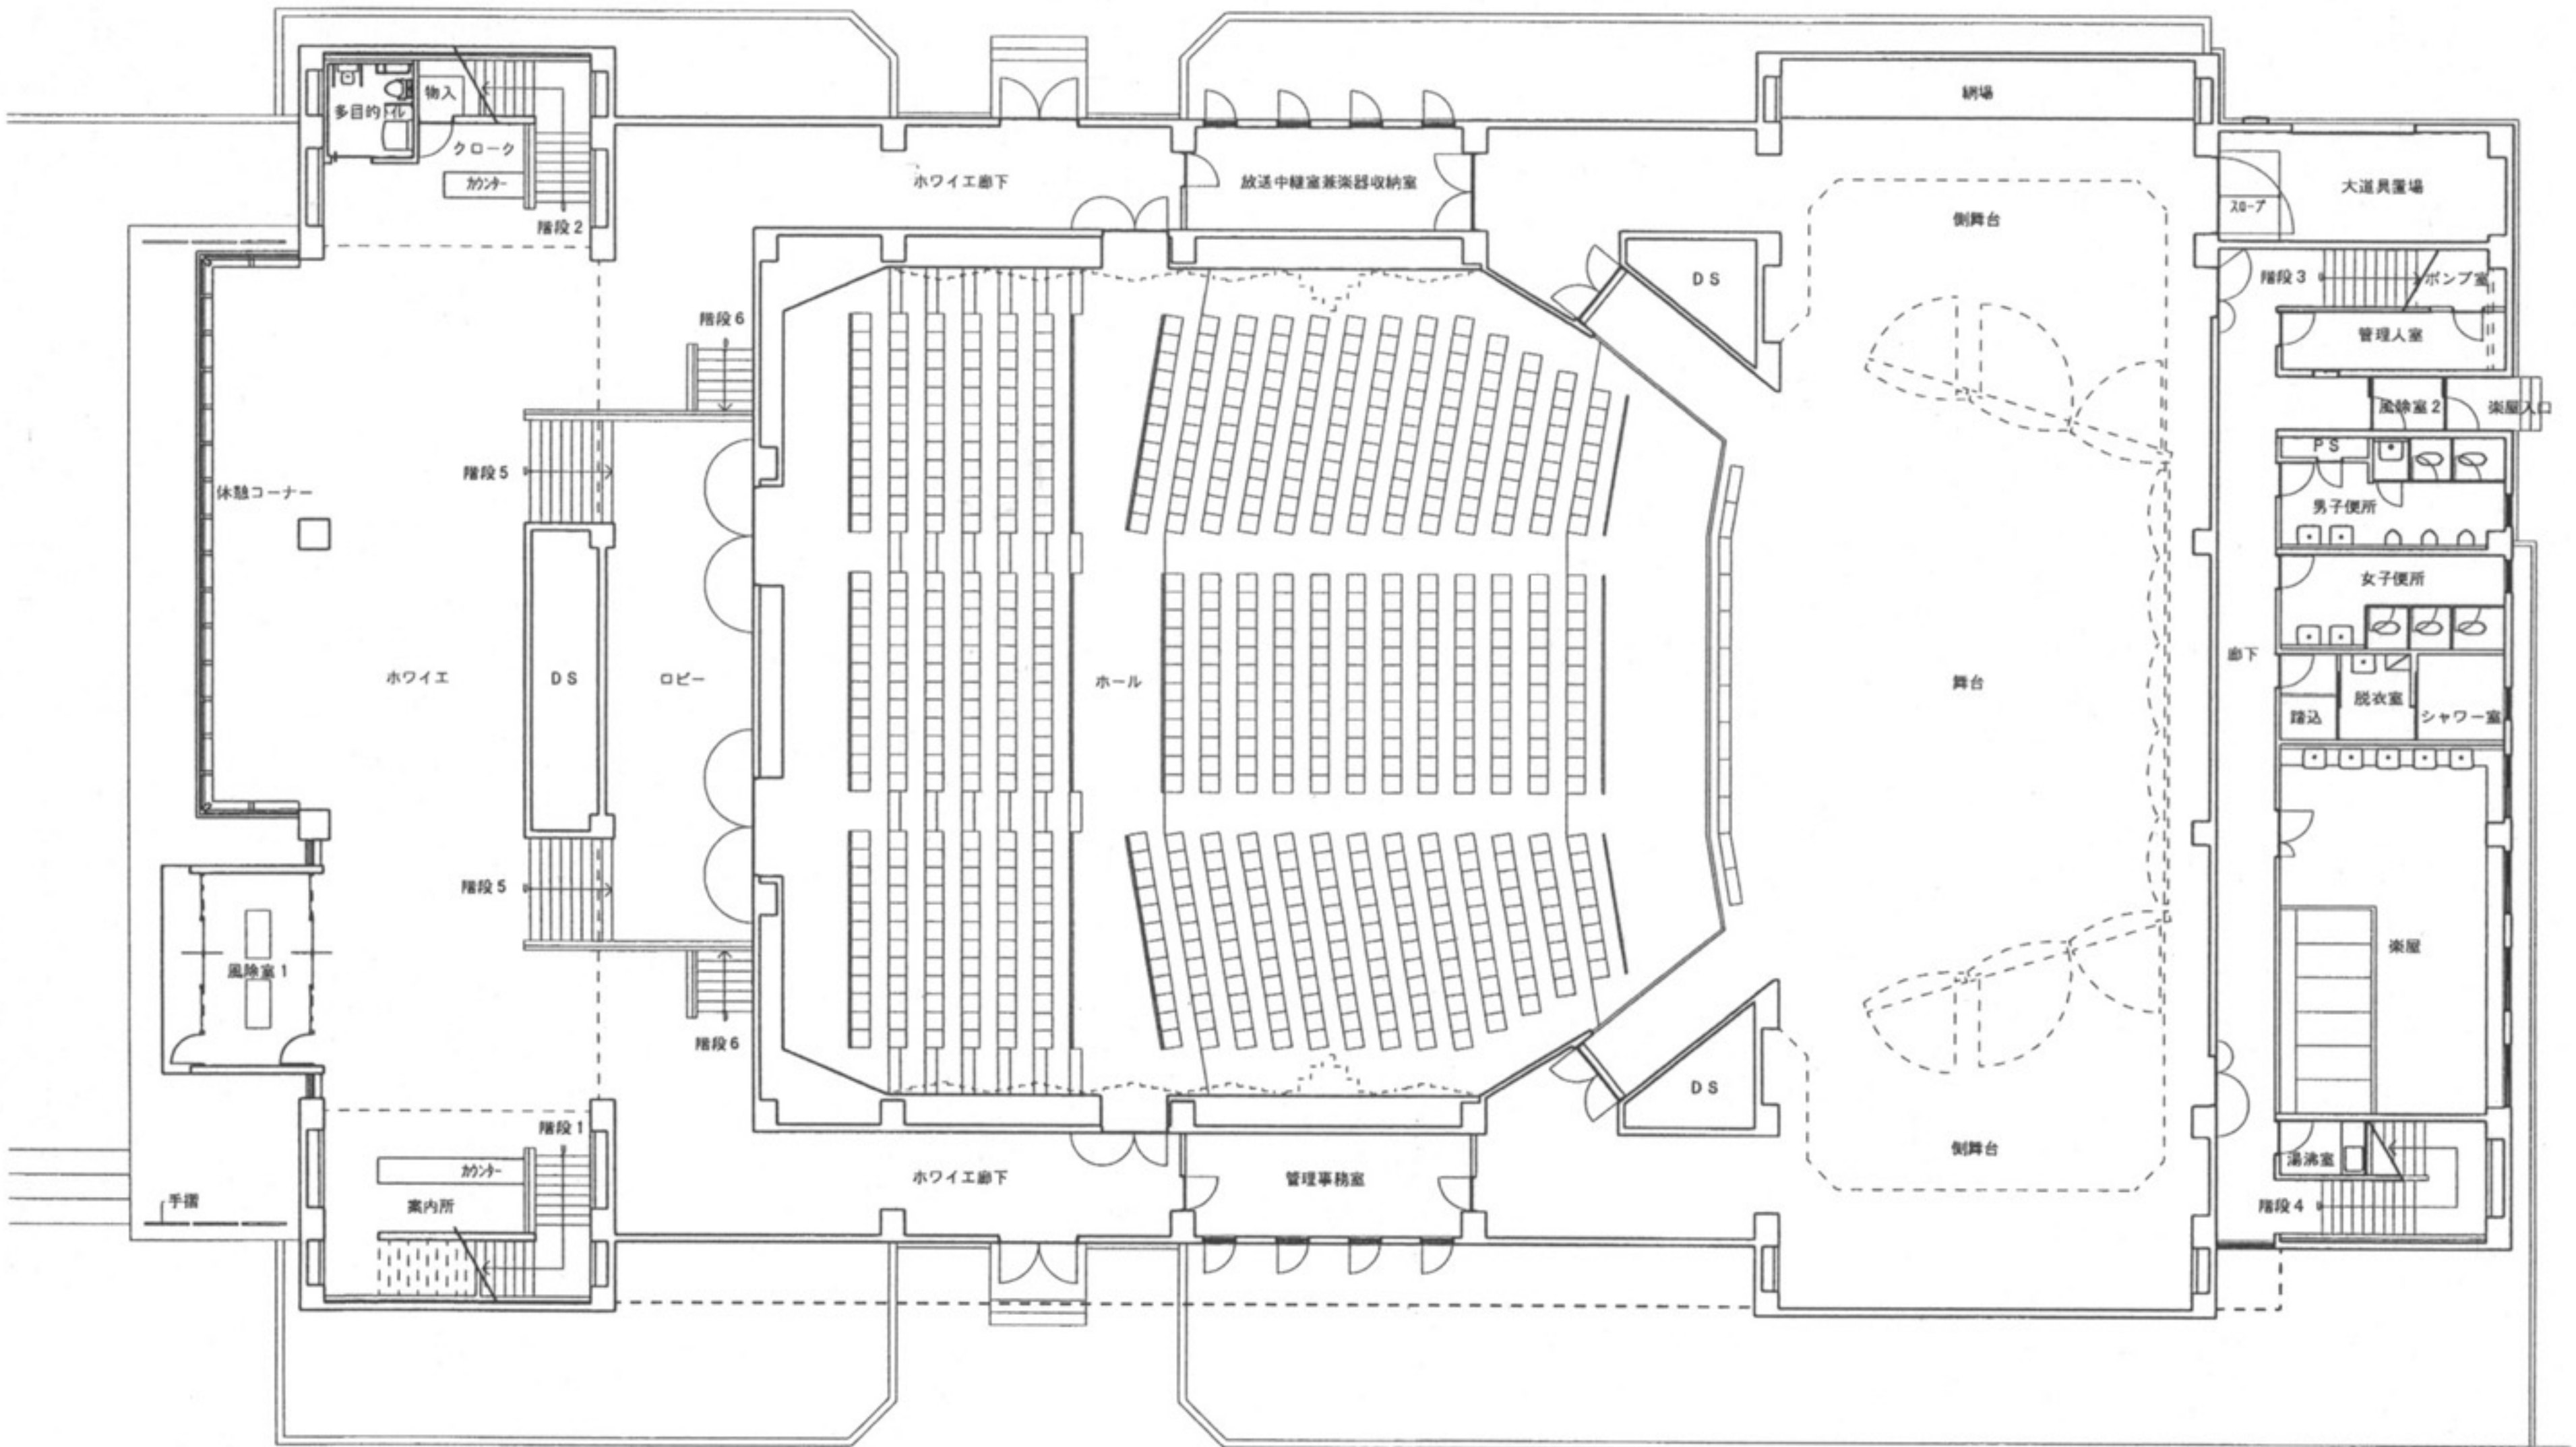 物入
多目的トイレ
クローク
カウンター
階段2
ホワイエ廊下
放送中継室兼楽器収納室
綱場
側舞台
大道具置場
スロープ
DS
階段3
ポンプ室
管理人室
風除室2
楽屋入口
階段6
階段5
休憩コーナー
PS
男子便所
女子便所
ホワイエ
DS
ロビー
ホール
舞台
廊下
脱衣室
踏込
シャワー室
階段5
風除室1
楽屋
階段6
DS
階段1
カウンター
案内所
手摺
ホワイエ廊下
管理事務室
側舞台
湯沸室
階段4